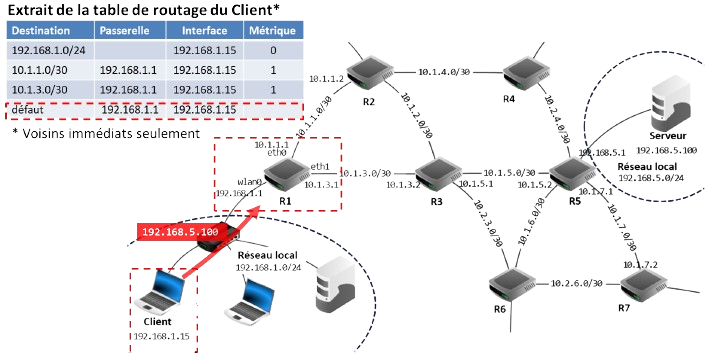 Extrait de la table de routage du Client*
Destination Passerelle Interface Métrique
192.168.1.0/24 192.168.1.15 0
10.1.1.0/30 192.168.1.1 192.168.1.15 1
10.1.3.0/30 192.168.1.1 192.168.1.15 1
défaut 192.168.1.1 192.168.1.15
* Voisins immédiats seulement
10.1.1.2
R2
10.1.4.0/30
R4
10.1.1.0/30
10.1.2.0/30
10.2.4.0/30
Serveur
192.168.5.100
192.168.5.1
Réseau local
192.168.5.0/24
10.1.1.1
eth0
eth1
wlan0
192.168.1.1
R1
10.1.3.1
10.1.3.0/30
10.1.3.2
R3
10.1.5.1
10.1.5.0/30
10.1.5.2
R5
10.1.7.1
10.2.3.0/30
10.1.6.0/30
10.1.7.0/30
10.1.7.2
192.168.5.100
Réseau local
192.168.1.0/24
Client
192.168.1.15
R6
10.2.6.0/30
R7